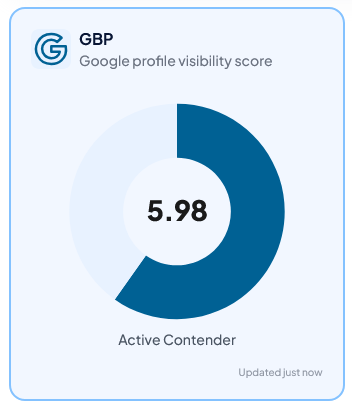 GBP
Google profile visibility score
5.98
Active Contender
Updated just now